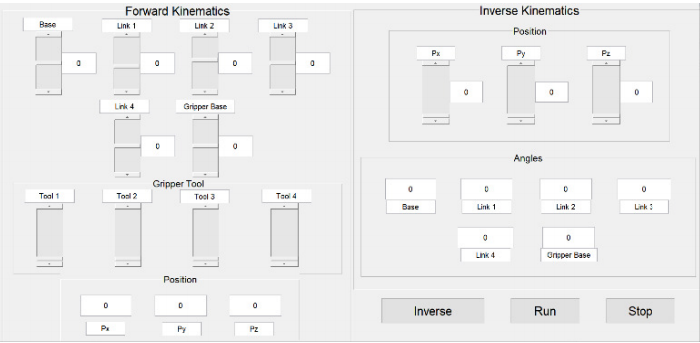 Forward Kinematics
Base Link 1 Link 2 Link 3
0 0 0 0
Link 4 Gripper Base
0 0
Gripper Tool
Tool 1 Tool 2 Tool 3 Tool 4
Position
0 0 0
Px Py Pz
Inverse Kinematics
Position
Px Py Pz
0 0 0
Angles
0 0 0 0
Base Link 1 Link 2 Link :
0 0
Link 4 Gripper Base
Inverse Run Stop